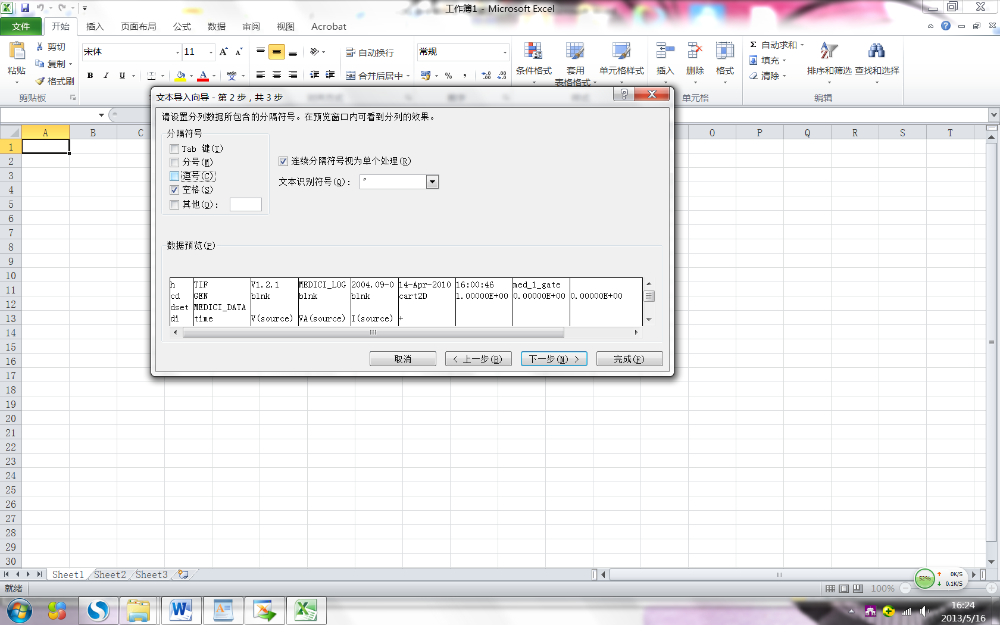 工作簿1 - Microsoft Excel
文件 开始 插入 页面布局 公式 数据 审阅 视图 Acrobat
剪切
复制
格式刷
粘贴
剪贴板
宋体 11
B I U
自动换行
合并后居中
常规
%
条件格式 套用 单元格样式
表格格式
插入 删除 格式
单元格
Σ 自动求和
填充
清除
排序和筛选 查找和选择
编辑
文本导入向导 - 第 2 步，共 3 步
请设置分列数据所包含的分隔符号。在预览窗口内可看到分列的效果。
分隔符号
Tab 键(T)
分号(M)
逗号(C)
空格(S)
其他(O)：
连续分隔符号视为单个处理(R)
文本识别符号(Q)： "
数据预览(P)
h TIF V1.2.1 MEDICI_LOG 2004.09-0 14-Apr-2010 16:00:46 med_1_gate
cd GEN blnk blnk blnk cart2D 1.00000E+00 0.00000E+00 0.00000E+00
dset MEDICI_DATA
di time V(source) VA(source) I(source) +
取消 < 上一步(B) 下一步(N) > 完成(F)
A B C O P Q R S T
1
2
3
4
5
6
7
8
9
10
11
12
13
14
15
16
17
18
19
20
21
22
23
24
25
26
27
28
29
30
Sheet1 Sheet2 Sheet3
就绪
100%
52% 0K/S
0.1K/S
16:24
2013/5/16